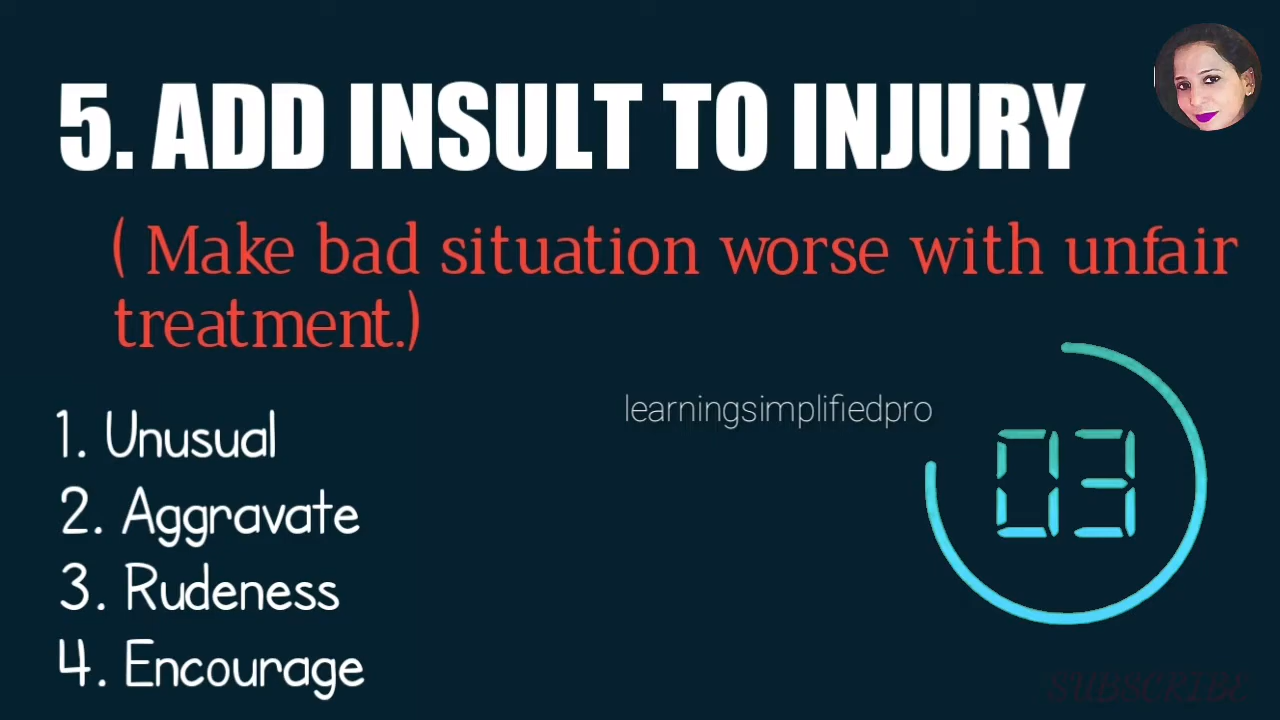 5. ADD INSULT TO INJURY
( Make bad situation worse with unfair
treatment.)
learningsimplifiedpro
03
1. Unusual
2. Aggravate
3. Rudeness
4. Encourage
SUBSCRIBE